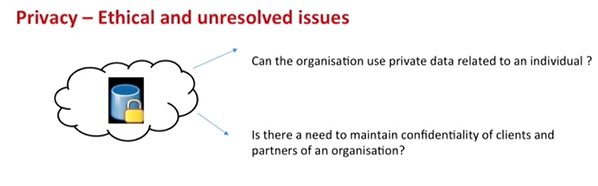 Privacy – Ethical and unresolved issues
Can the organisation use private data related to an individual ?
Is there a need to maintain confidentiality of clients and
partners of an organisation?